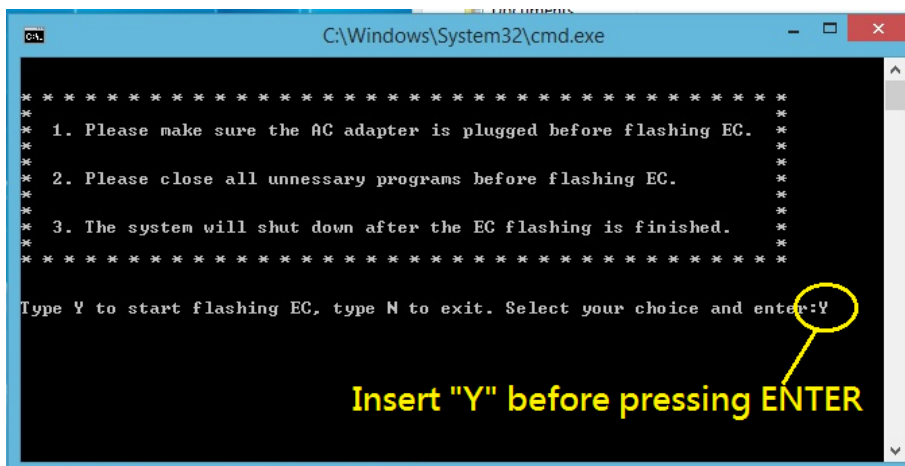 Documents
C:\Windows\System32\cmd.exe
* * * * * * * * * * * * * * * * * * * * * * * * * * * * * * * * * * * *
* *
* 1. Please make sure the AC adapter is plugged before flashing EC. *
* *
* 2. Please close all unnessary programs before flashing EC. *
* *
* *
* 3. The system will shut down after the EC flashing is finished. *
* *
* * * * * * * * * * * * * * * * * * * * * * * * * * * * * * * * * * * *
Type Y to start flashing EC, type N to exit. Select your choice and enter:Y
Insert "Y" before pressing ENTER